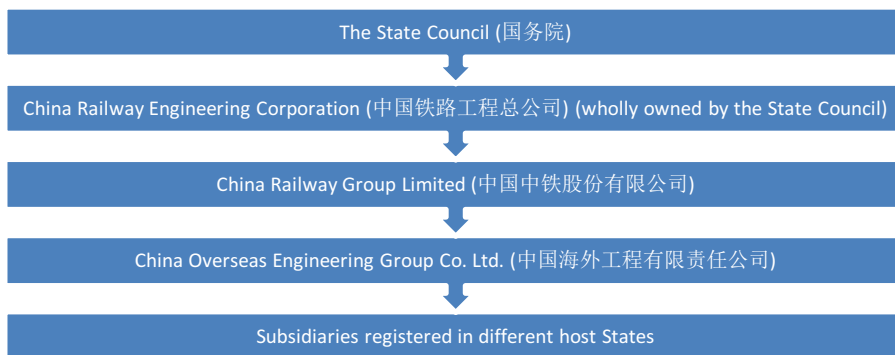 The State Council (国务院)
China Railway Engineering Corporation (中国铁路工程总公司) (wholly owned by the State Council)
China Railway Group Limited (中国中铁股份有限公司)
China Overseas Engineering Group Co. Ltd. (中国海外工程有限责任公司)
Subsidiaries registered in different host States